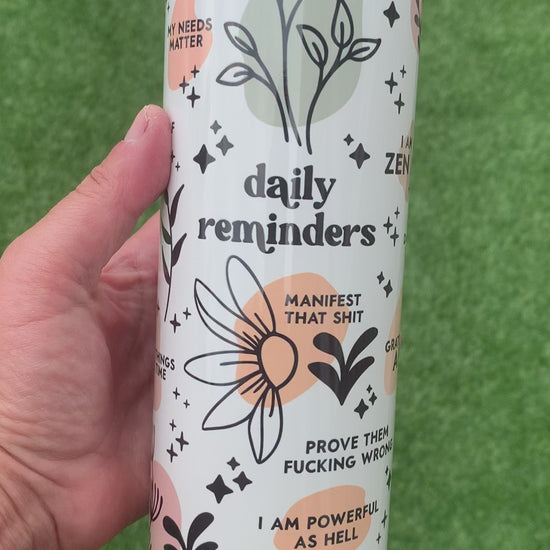 MY NEEDS
MATTER
I AM
ZEN
daily
reminders
MANIFEST
THAT SHIT
PROVE THEM
FUCKING WRONG
I AM POWERFUL
AS HELL